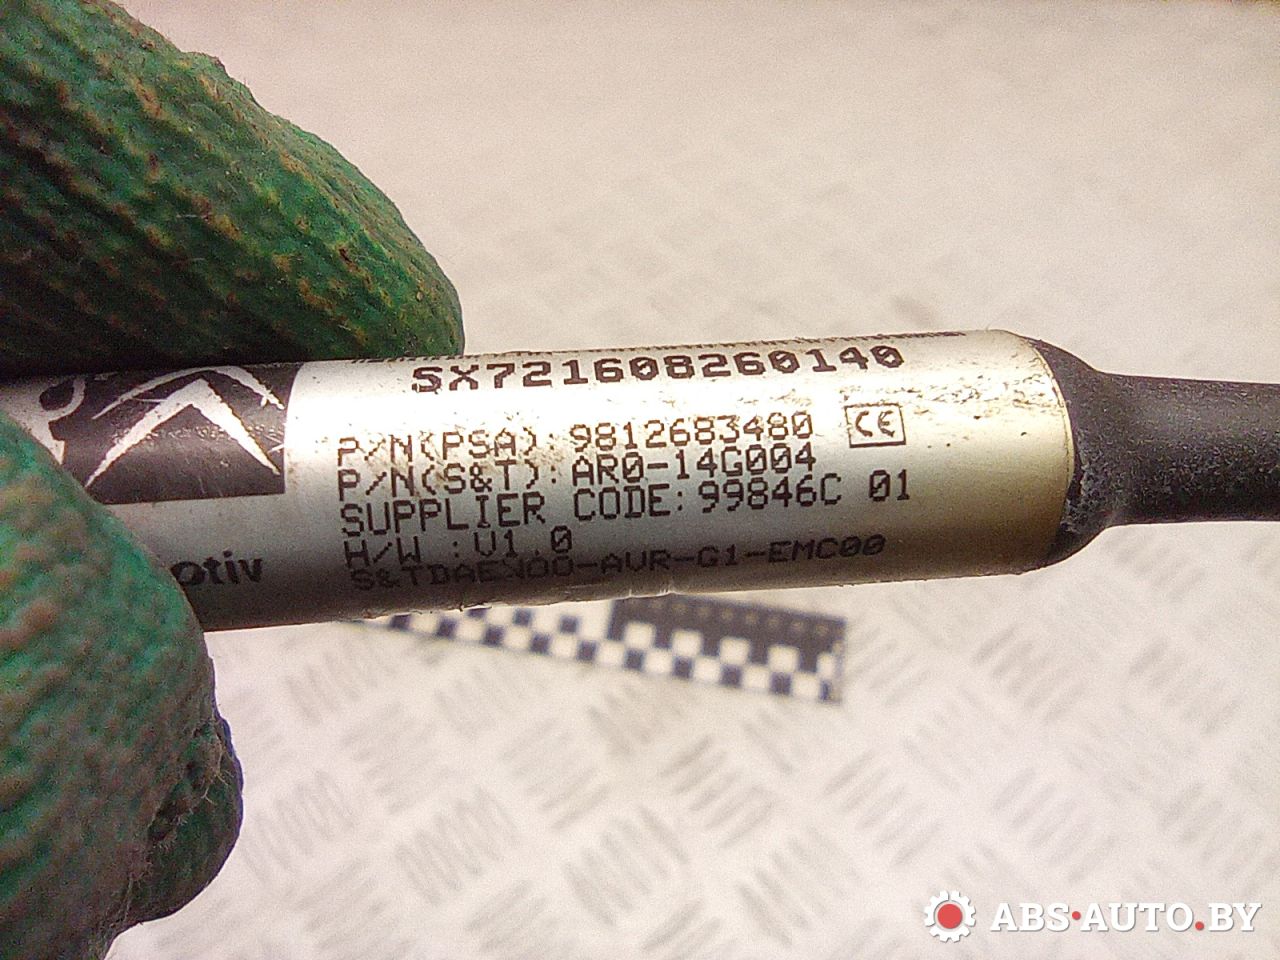 SX721608260140
P/N(PSA): 9812683480 CE
P/N(S&T): AR0-14G004
SUPPLIER CODE: 99846C 01
H/W : V1.0
otiv
S&TDAEWOO-AVR-G1-EMC00
ABS·AUTO.BY